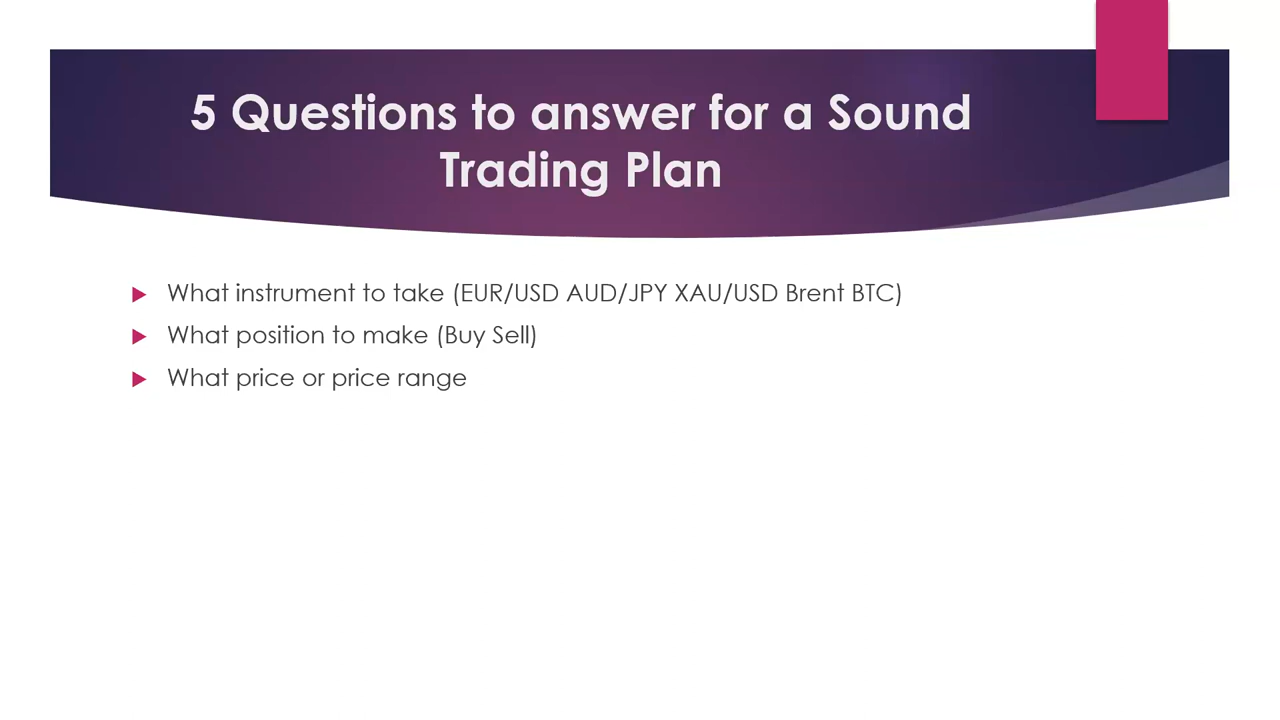 5 Questions to answer for a Sound
Trading Plan
What instrument to take (EUR/USD AUD/JPY XAU/USD Brent BTC)
What position to make (Buy Sell)
What price or price range